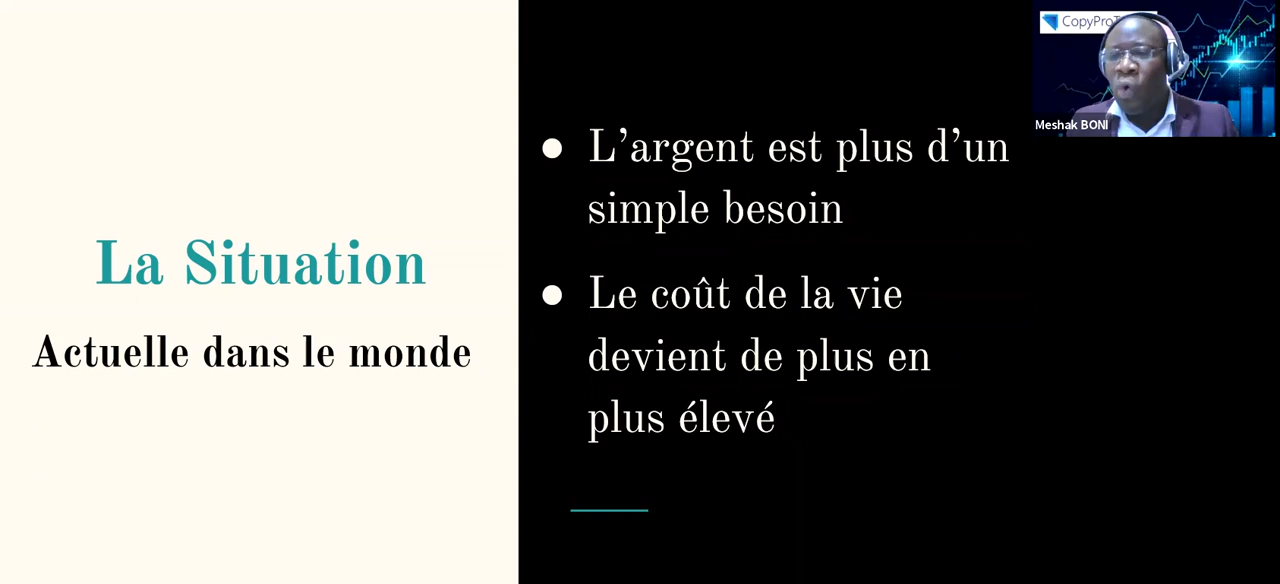 La Situation
Actuelle dans le monde
● L’argent est plus d’un
simple besoin
● Le coût de la vie
devient de plus en
plus élevé
Meshak BONI